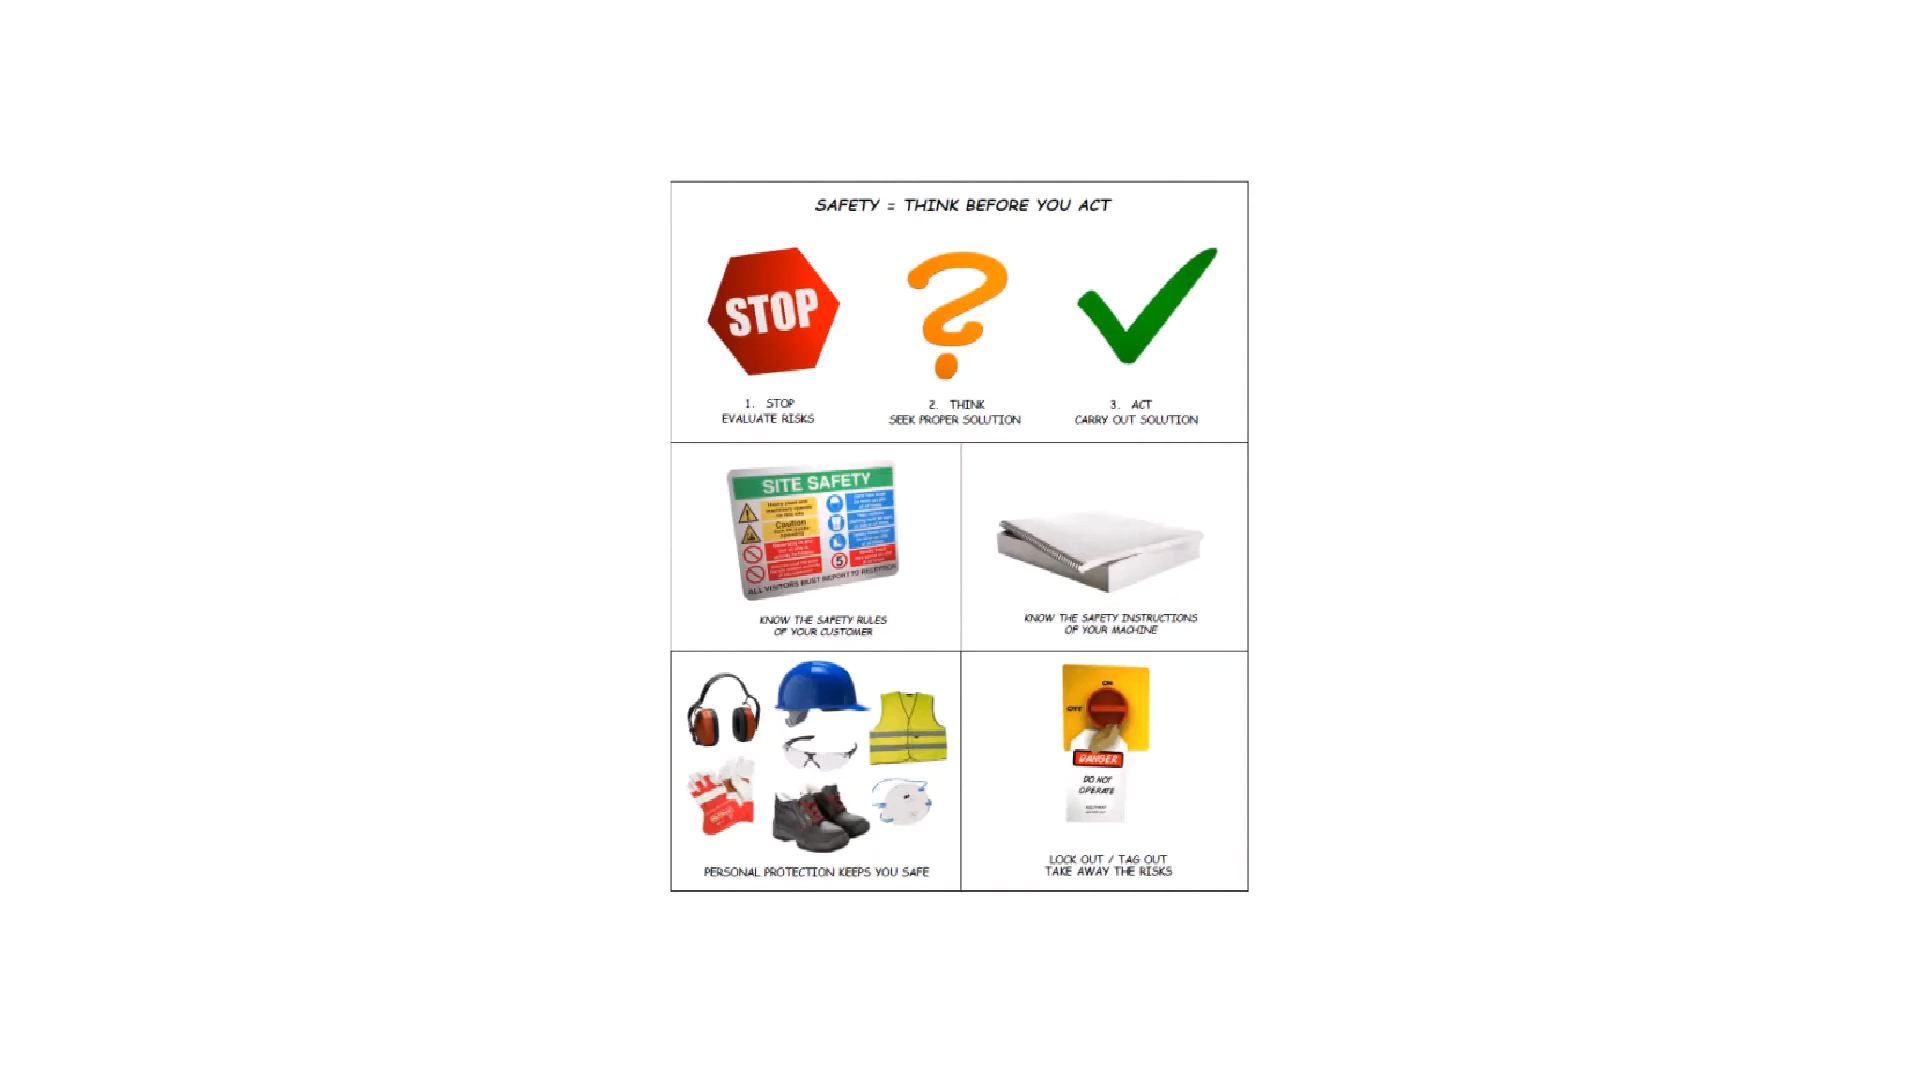 SAFETY = THINK BEFORE YOU ACT
STOP
1. STOP
EVALUATE RISKS
2. THINK
SEEK PROPER SOLUTION
3. ACT
CARRY OUT SOLUTION
SITE SAFETY
Caution
5
ALL VISITORS MUST REPORT TO RECEPTION
KNOW THE SAFETY RULES
OF YOUR CUSTOMER
KNOW THE SAFETY INSTRUCTIONS
OF YOUR MACHINE
PERSONAL PROTECTION KEEPS YOU SAFE
ON
OFF
DANGER
DO NOT
OPERATE
LOCK OUT / TAG OUT
TAKE AWAY THE RISKS